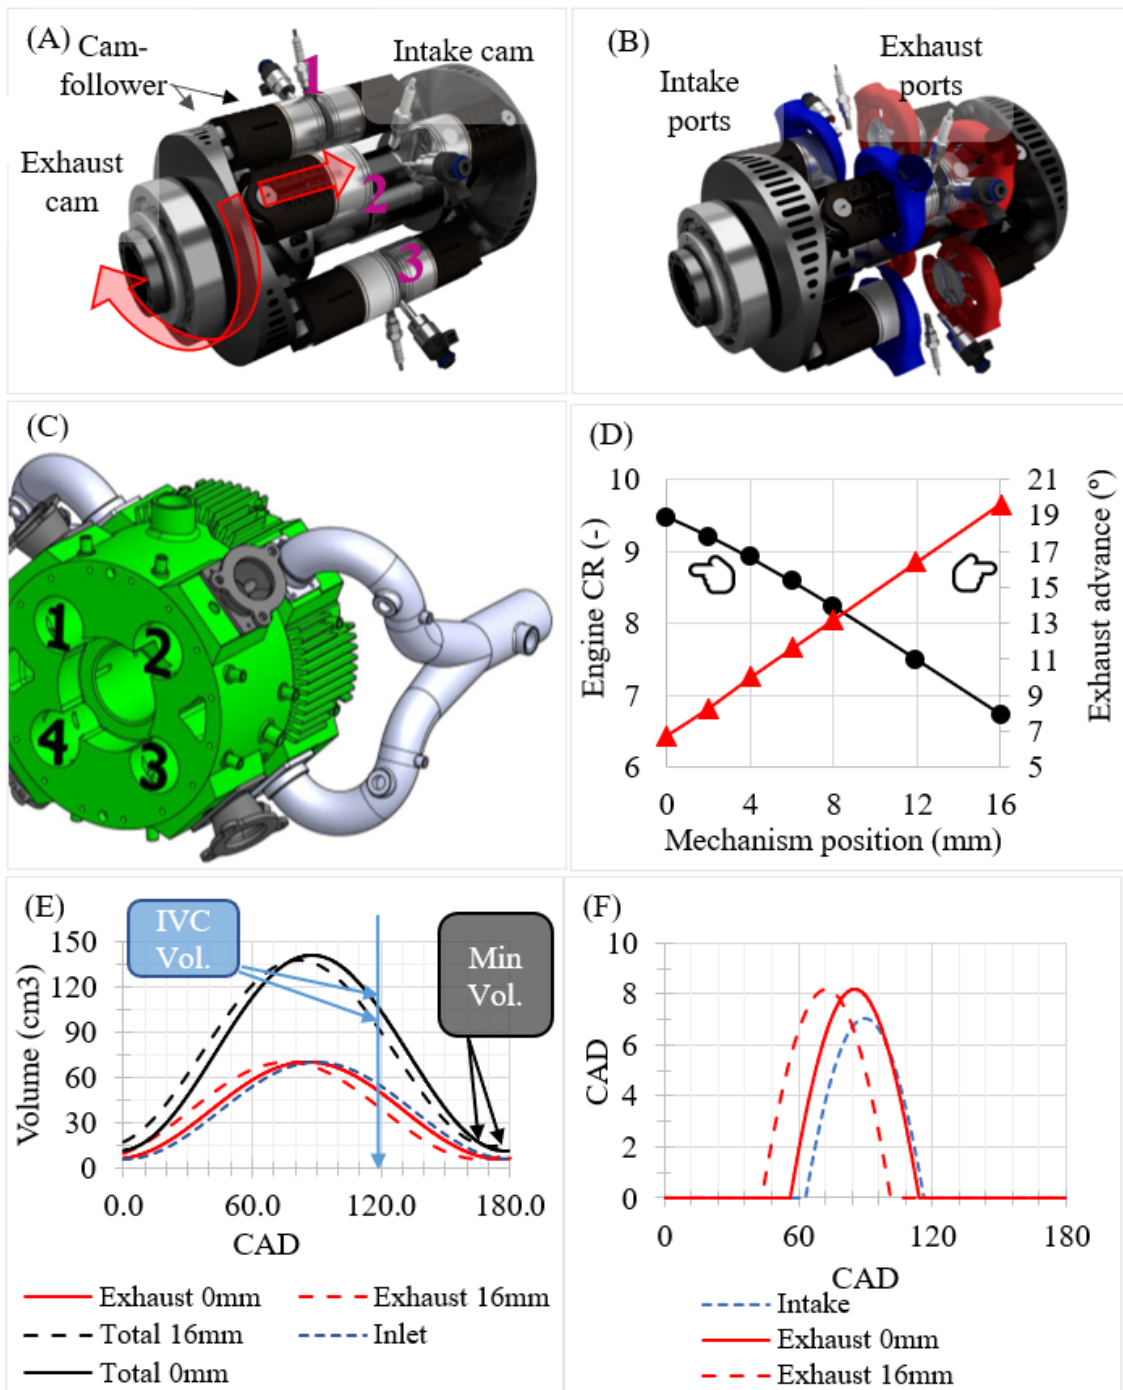 (A)
Cam-
follower
Intake cam
Exhaust
cam
1
2
3
(B)
Exhaust
ports
Intake
ports
(C)
1
2
4
3
(D)
10
9
8
7
6
Engine CR (-)
21
19
17
15
13
11
9
7
5
Exhaust advance (º)
0 4 8 12 16
Mechanism position (mm)
(E)
IVC
Vol.
Min
Vol.
150
120
90
60
30
0
Volume (cm3)
0.0 60.0 120.0 180.0
CAD
Exhaust 0mm Exhaust 16mm
Total 16mm Inlet
Total 0mm
(F)
10
8
6
4
2
0
CAD
0 60 120 180
CAD
Intake
Exhaust 0mm
Exhaust 16mm